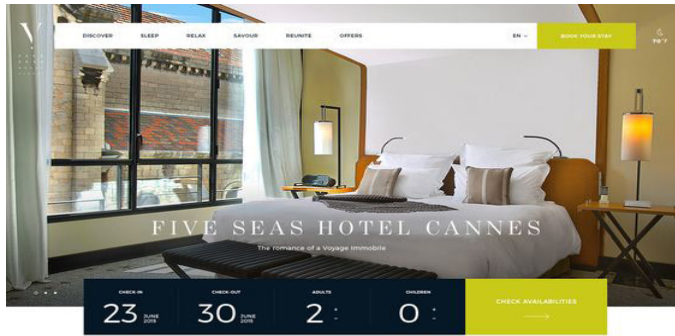 DISCOVER SLEEP RELAX SAVOUR REUNITE OFFERS EN BOOK YOUR STAY
V
70°F
FIVE SEAS HOTEL CANNES
The romance of a Voyage Immobile
CHECK-IN CHECK-OUT ADULTS CHILDREN
CHECK AVAILABILITIES
23 JUNE 2015 30 JUNE 2015 2 0